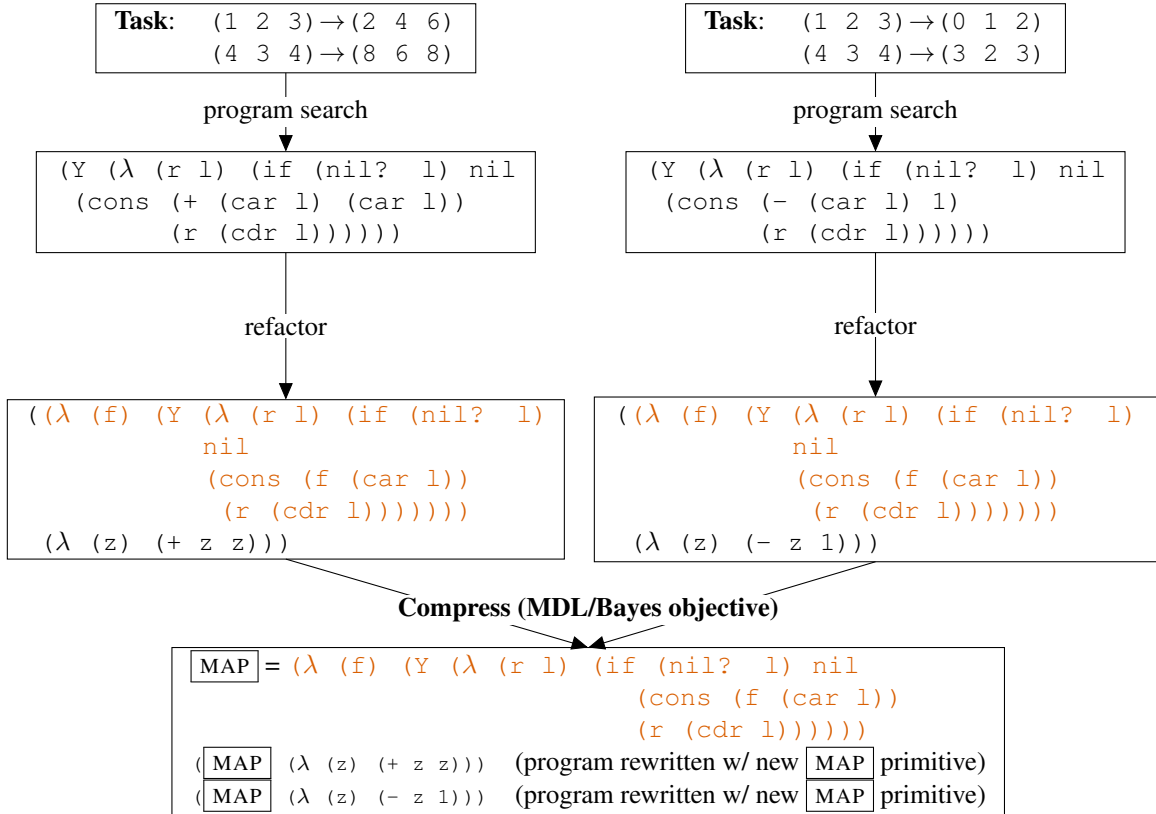 Task: (1 2 3)→(2 4 6)
(4 3 4)→(8 6 8)
program search
(Y (λ (r l) (if (nil? l) nil
(cons (+ (car l) (car l))
(r (cdr l))))))
refactor
((λ (f) (Y (λ (r l) (if (nil? l)
nil
(cons (f (car l))
(r (cdr l)))))))
(λ (z) (+ z z)))
Task: (1 2 3)→(0 1 2)
(4 3 4)→(3 2 3)
program search
(Y (λ (r l) (if (nil? l) nil
(cons (- (car l) 1)
(r (cdr l))))))
refactor
((λ (f) (Y (λ (r l) (if (nil? l)
nil
(cons (f (car l))
(r (cdr l)))))))
(λ (z) (- z 1)))
Compress (MDL/Bayes objective)
MAP = (λ (f) (Y (λ (r l) (if (nil? l) nil
(cons (f (car l))
(r (cdr l))))))
(MAP (λ (z) (+ z z))) (program rewritten w/ new MAP primitive)
(MAP (λ (z) (- z 1))) (program rewritten w/ new MAP primitive)